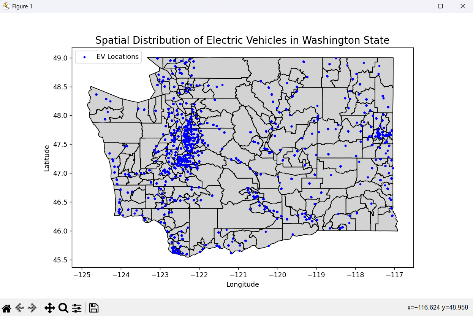 Figure 1
Spatial Distribution of Electric Vehicles in Washington State
EV Locations
49.0
48.5
48.0
47.5
47.0
46.5
46.0
45.5
Latitude
−125
−124
−123
−122
−121
−120
−119
−118
−117
Longitude
x=−116.624 y=48.950